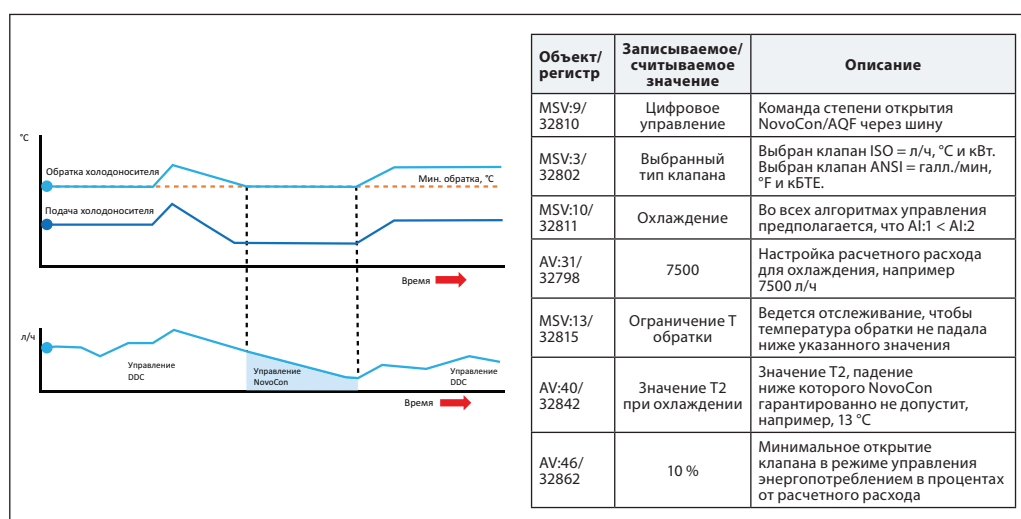 °C
Обратка холодоносителя
Мин. обратка, °C
Подача холодоносителя
Время
л/ч
Управление
DDC
Управление
NovoCon
Управление
DDC
Время
Объект/
регистр
Записываемое/
считываемое
значение
Описание
MSV:9/
32810
Цифровое
управление
Команда степени открытия
NovoCon/AQF через шину
MSV:3/
32802
Выбранный
тип клапана
Выбран клапан ISO = л/ч, °C и кВт.
Выбран клапан ANSI = галл./мин,
°F и кБТЕ.
MSV:10/
32811
Охлаждение
Во всех алгоритмах управления
предполагается, что AI:1 < AI:2
AV:31/
32798
7500
Настройка расчетного расхода
для охлаждения, например
7500 л/ч
MSV:13/
32815
Ограничение T
обратки
Ведется отслеживание, чтобы
температура обратки не падала
ниже указанного значения
AV:40/
32842
Значение T2
при охлаждении
Значение T2, падение
ниже которого NovoCon
гарантированно не допустит,
например, 13 °C
AV:46/
32862
10 %
Минимальное открытие
клапана в режиме управления
энергопотреблением в процентах
от расчетного расхода